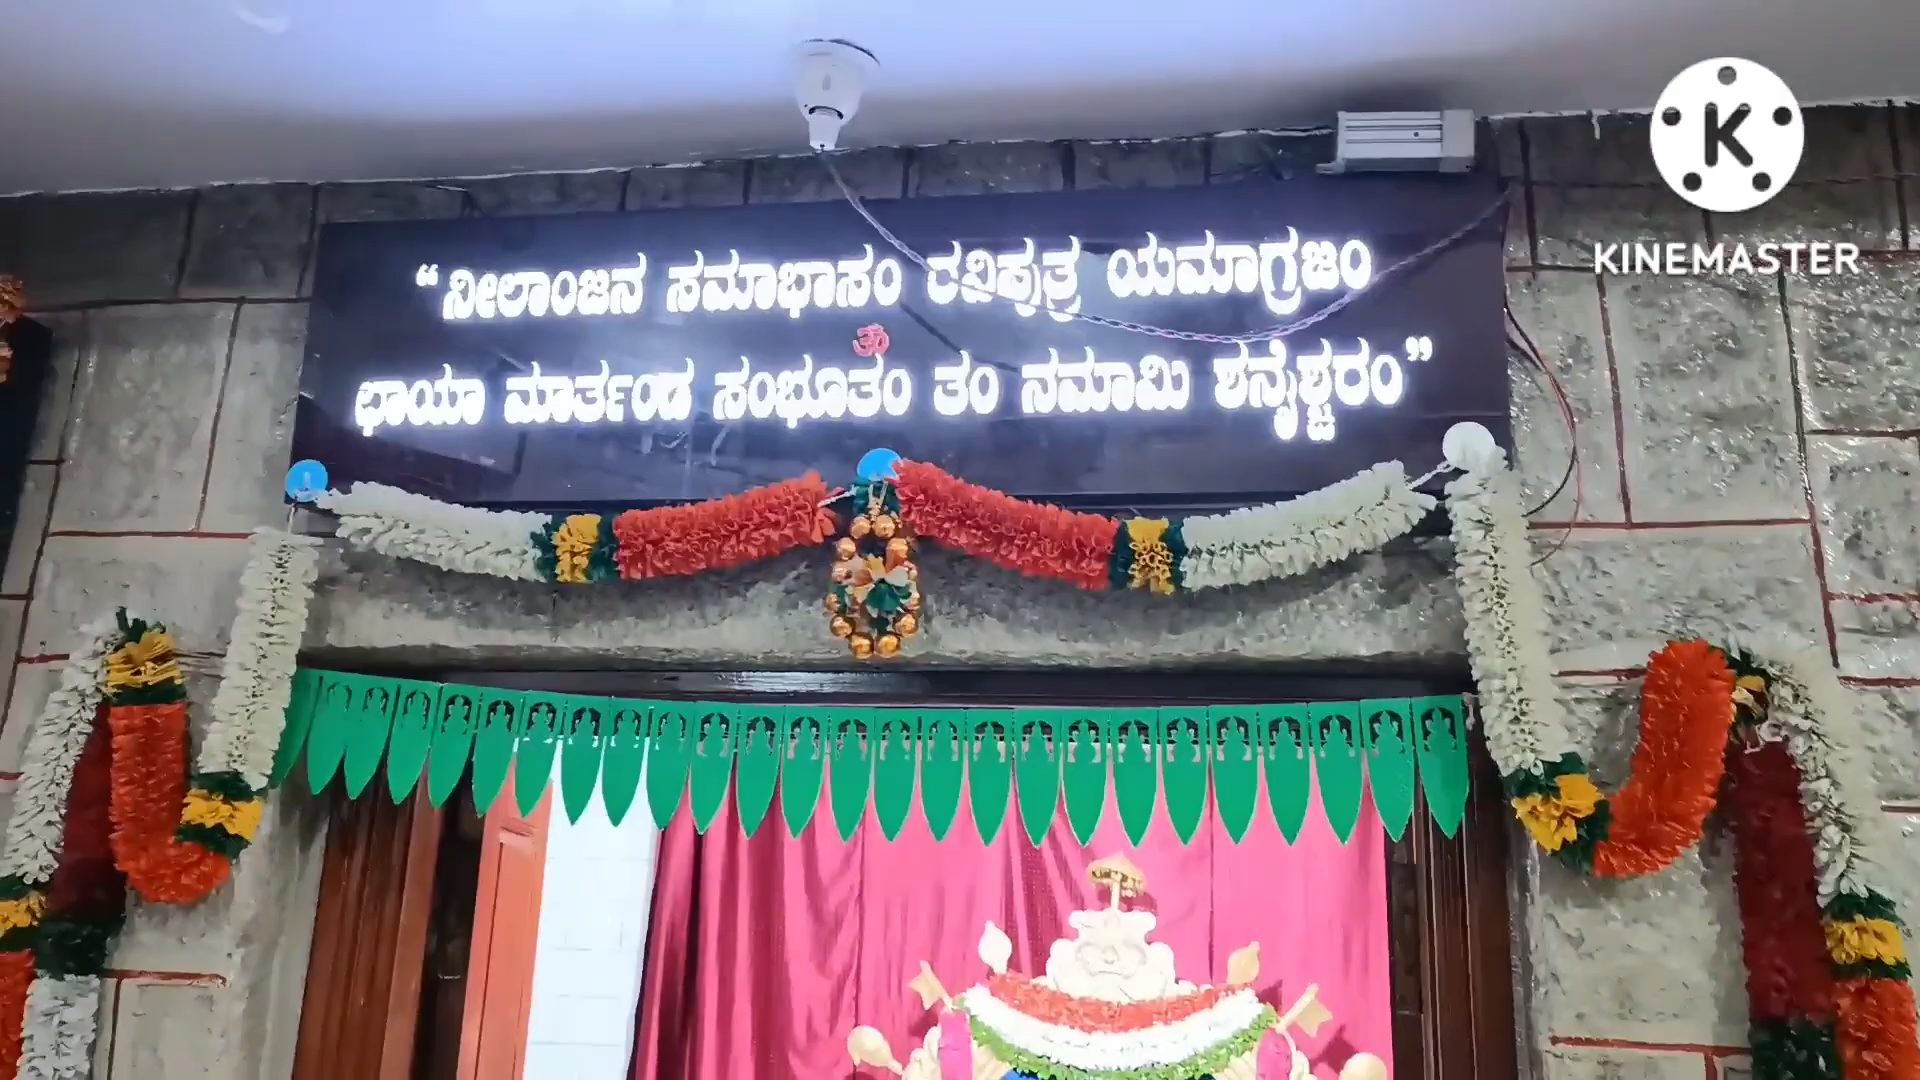 “ನೀಲಾಂಜನ ಸಮಾಭಾಸಂ ರವಿಪುತ್ರ ಯಮಾಗ್ರಜಂ
ಓಂ
ಛಾಯಾ ಮಾರ್ತಂಡ ಸಂಭೂತಂ ತಂ ನಮಾಮಿ ಶನೈಶ್ಚರಂ”
K
KINEMASTER